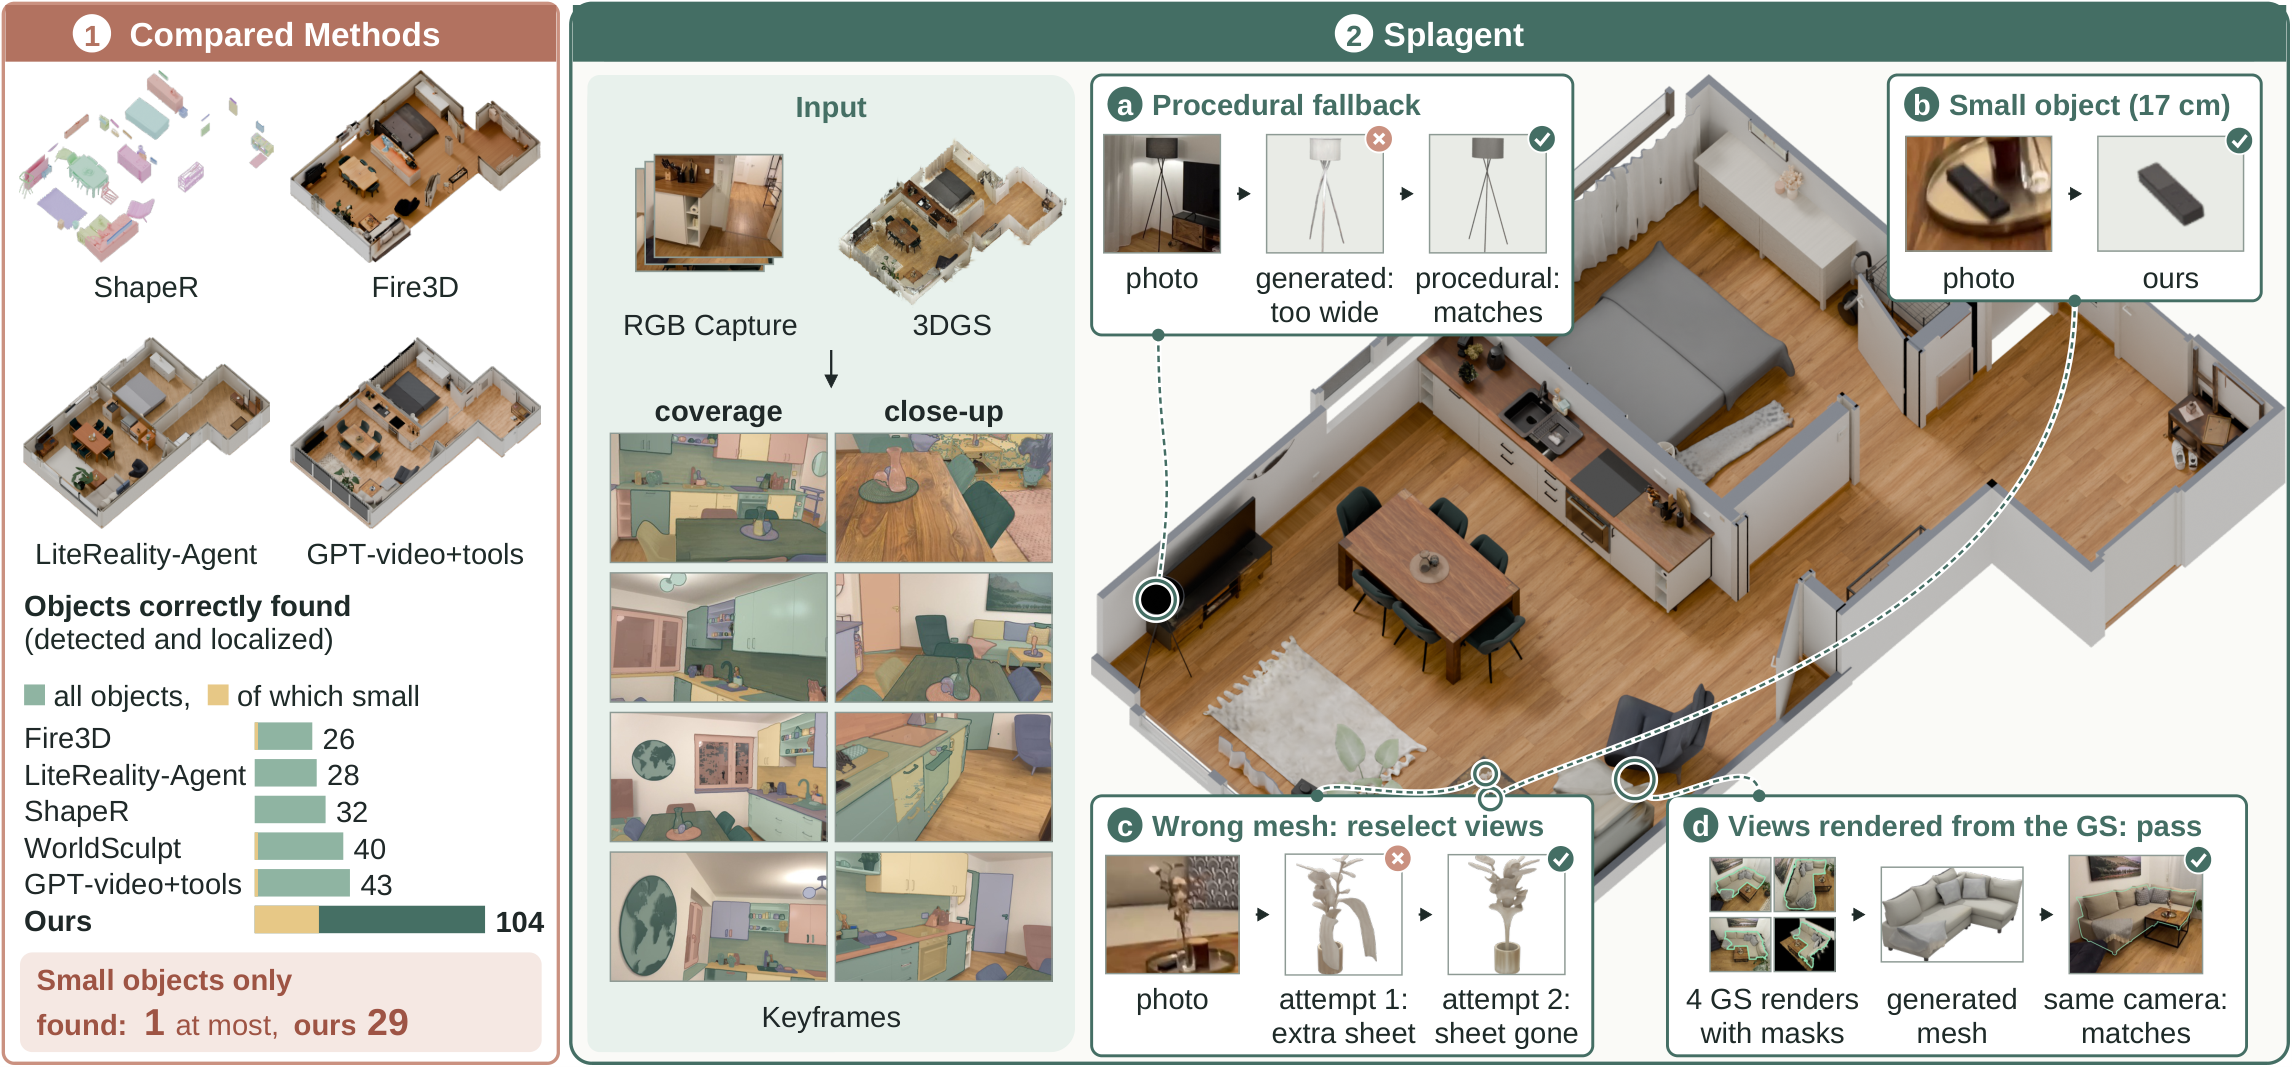 1 Compared Methods
ShapeR
Fire3D
LiteReality-Agent
GPT-video+tools
Objects correctly found
(detected and localized)
all objects, of which small
Fire3D 26
LiteReality-Agent 28
ShapeR 32
WorldSculpt 40
GPT-video+tools 43
Ours 104
Small objects only
found: 1 at most, ours 29
2 Splagent
Input
RGB Capture
3DGS
coverage
close-up
Keyframes
a Procedural fallback
photo
generated:
too wide
procedural:
matches
b Small object (17 cm)
photo
ours
c Wrong mesh: reselect views
photo
attempt 1:
extra sheet
attempt 2:
sheet gone
d Views rendered from the GS: pass
4 GS renders
with masks
generated
mesh
same camera:
matches